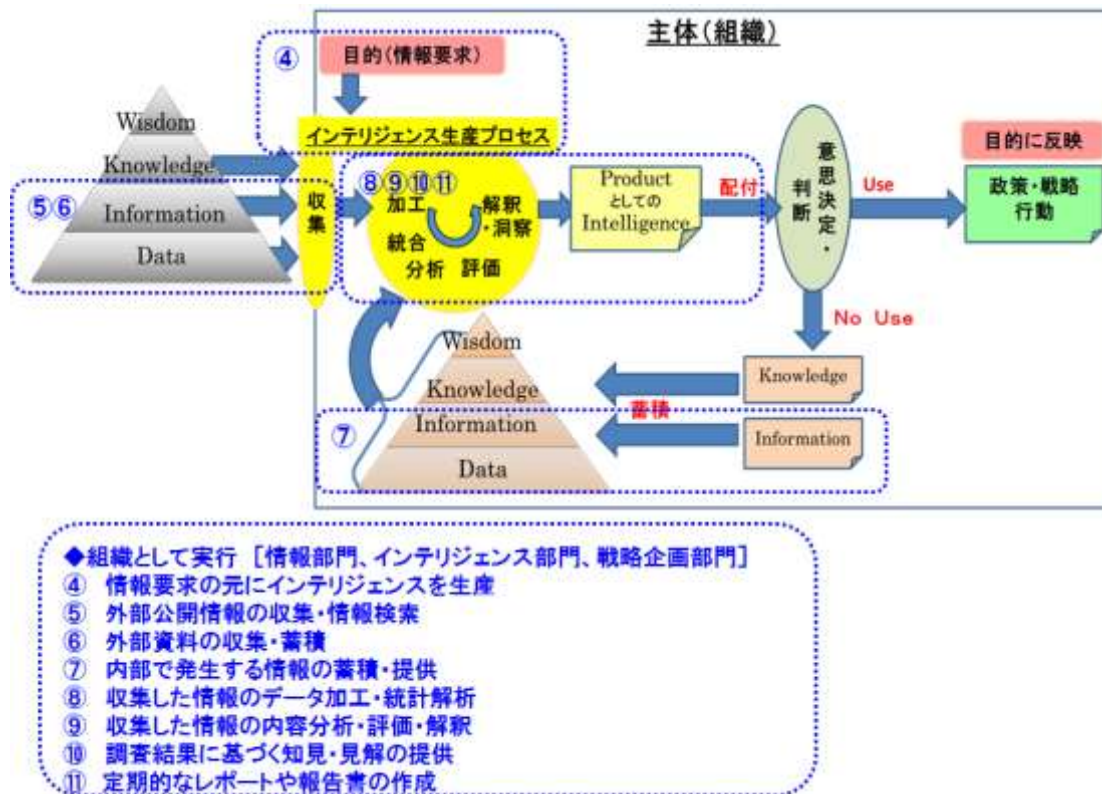 主体(組織)
④
目的(情報要求)
インテリジェンス生産プロセス
Wisdom
Knowledge
Information
Data
⑤⑥
収集
⑧⑨⑩⑪
加工
解釈
・洞察
統合
分析
評価
Product
としての
Intelligence
配付
意思決定・
判断
Use
目的に反映
政策・戦略
行動
No Use
Wisdom
Knowledge
Information
Data
⑦
蓄積
Knowledge
Information
◆組織として実行 [情報部門、インテリジェンス部門、戦略企画部門]
④ 情報要求の元にインテリジェンスを生産
⑤ 外部公開情報の収集・情報検索
⑥ 外部資料の収集・蓄積
⑦ 内部で発生する情報の蓄積・提供
⑧ 収集した情報のデータ加工・統計解析
⑨ 収集した情報の内容分析・評価・解釈
⑩ 調査結果に基づく知見・見解の提供
⑪ 定期的なレポートや報告書の作成